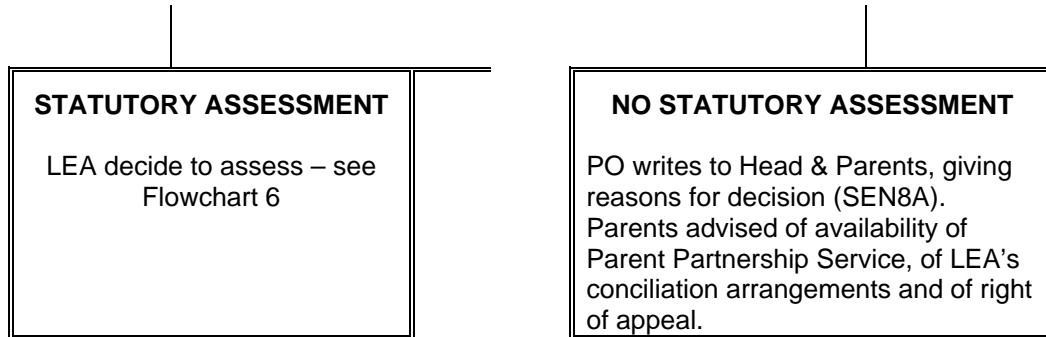 STATUTORY ASSESSMENT
LEA decide to assess – see
Flowchart 6
NO STATUTORY ASSESSMENT
PO writes to Head & Parents, giving
reasons for decision (SEN8A).
Parents advised of availability of
Parent Partnership Service, of LEA’s
conciliation arrangements and of right
of appeal.